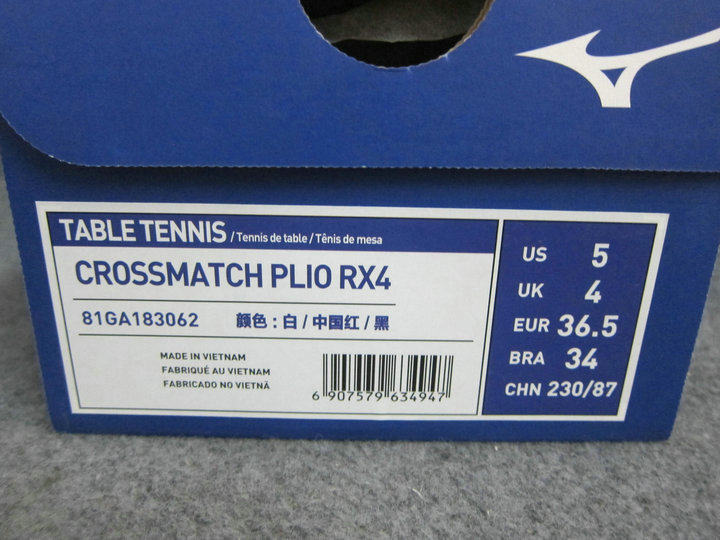 TABLE TENNIS / Tennis de table / Tênis de mesa
CROSSMATCH PLIO RX4
81GA183062 颜色:白/中国红/黑
MADE IN VIETNAM
FABRIQUÉ AU VIETNAM
FABRICADO NO VIETNÃ
6 907579 634947
US 5
UK 4
EUR 36.5
BRA 34
CHN 230/87